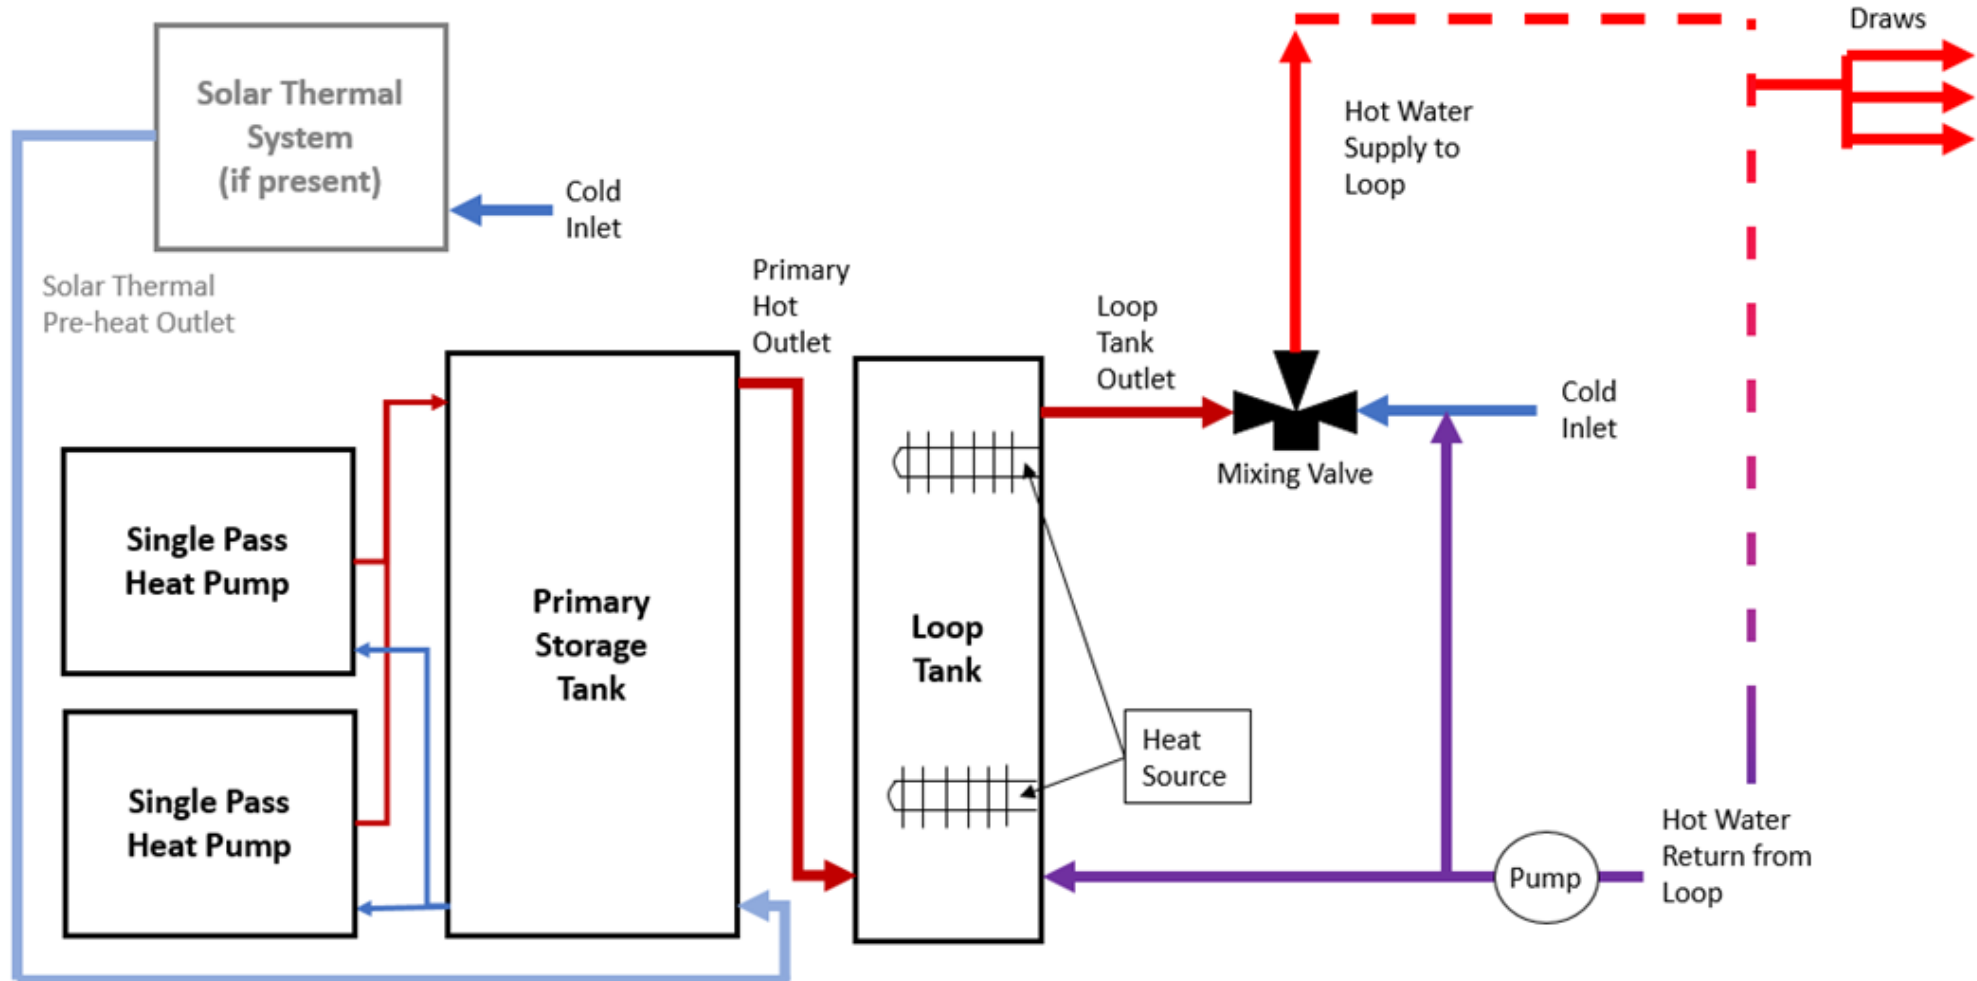 Draws
Solar Thermal
System
(if present)
Hot Water
Supply to
Loop
Cold
Inlet
Solar Thermal
Pre-heat Outlet
Primary
Hot
Outlet
Loop
Tank
Outlet
Cold
Inlet
Mixing Valve
Single Pass
Heat Pump
Primary
Storage
Tank
Loop
Tank
Heat
Source
Single Pass
Heat Pump
Hot Water
Return from
Loop
Pump